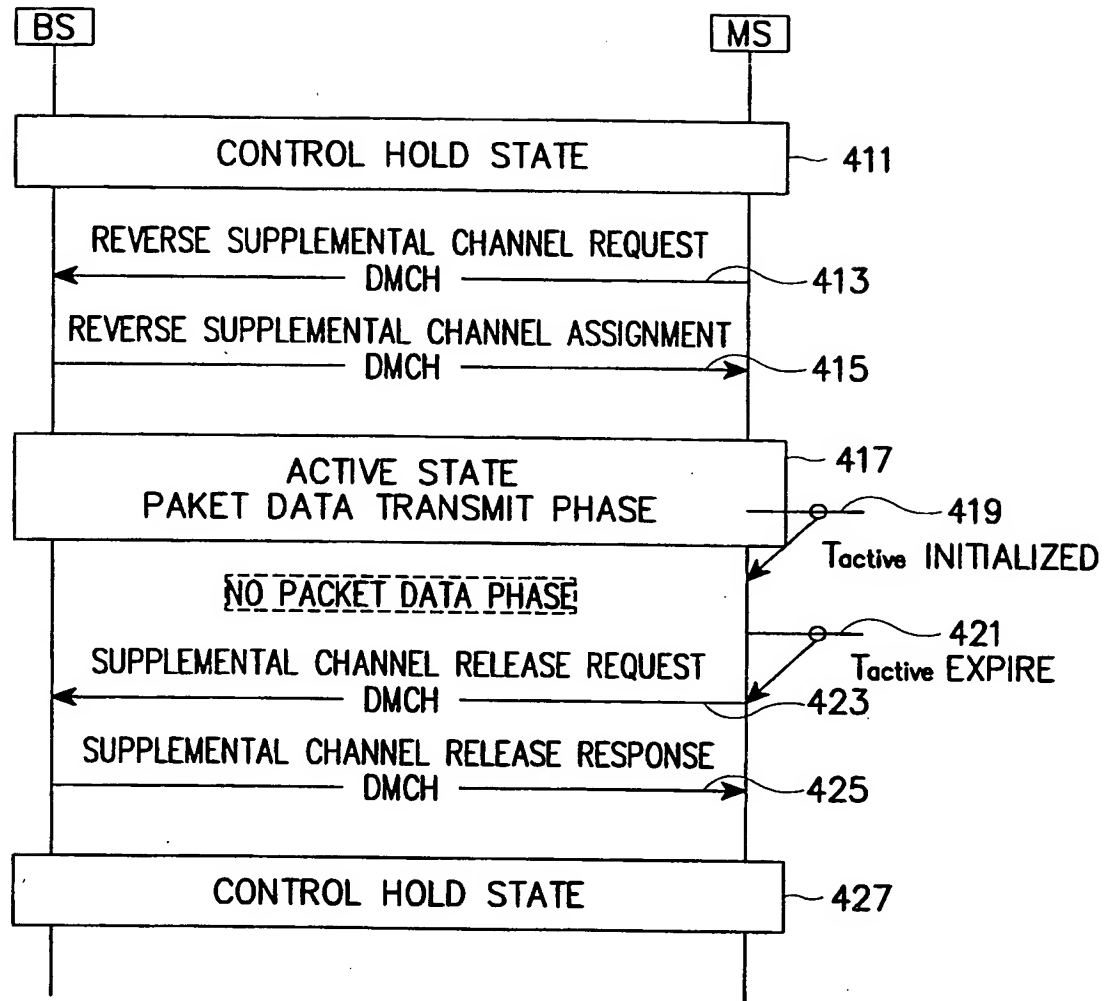 BS
MS
CONTROL HOLD STATE
411
REVERSE SUPPLEMENTAL CHANNEL REQUEST
DMCH
413
REVERSE SUPPLEMENTAL CHANNEL ASSIGNMENT
DMCH
415
ACTIVE STATE
PAKET DATA TRANSMIT PHASE
417
419
Tactive INITIALIZED
NO PACKET DATA PHASE
421
Tactive EXPIRE
SUPPLEMENTAL CHANNEL RELEASE REQUEST
DMCH
423
SUPPLEMENTAL CHANNEL RELEASE RESPONSE
DMCH
425
CONTROL HOLD STATE
427